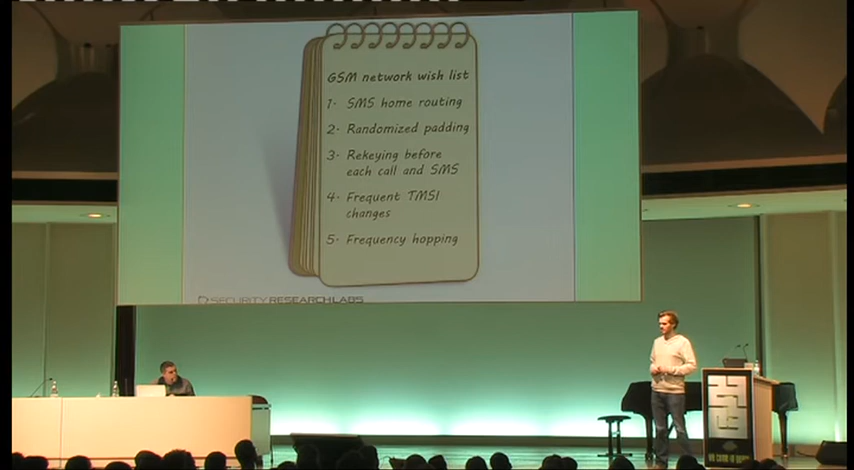 GSM network wish list
1. SMS home routing
2. Randomized padding
3. Rekeying before
each call and SMS
4. Frequent TMSI
changes
5. Frequency hopping
SECURITY RESEARCH LABS